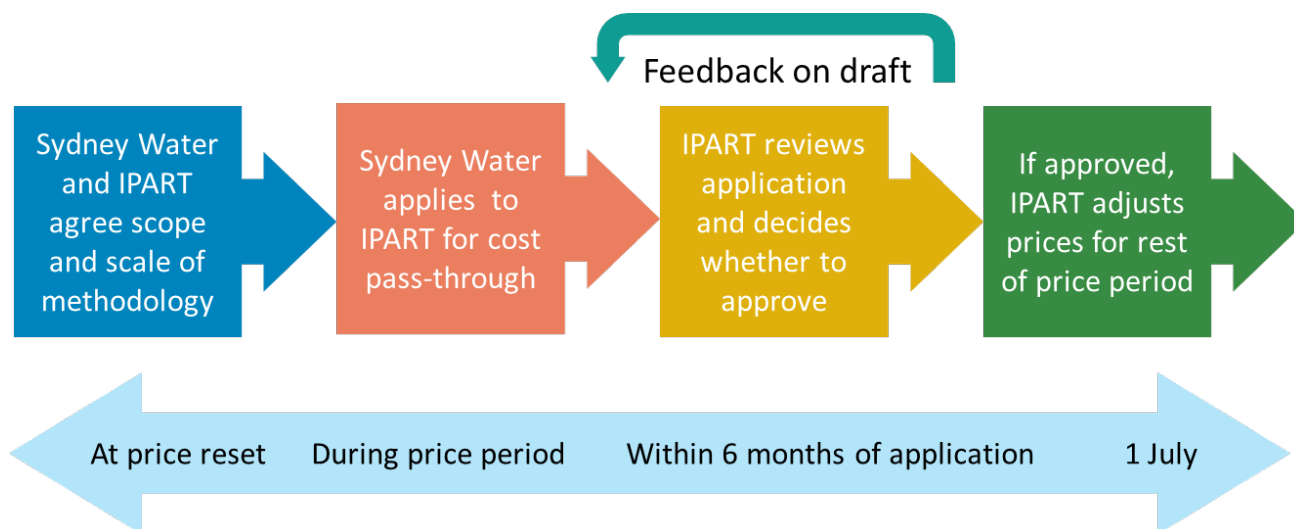 Feedback on draft
Sydney Water
and IPART
agree scope
and scale of
methodology
Sydney Water
applies to
IPART for cost
pass-through
IPART reviews
application
and decides
whether to
approve
If approved,
IPART adjusts
prices for rest
of price period
At price reset
During price period
Within 6 months of application
1 July